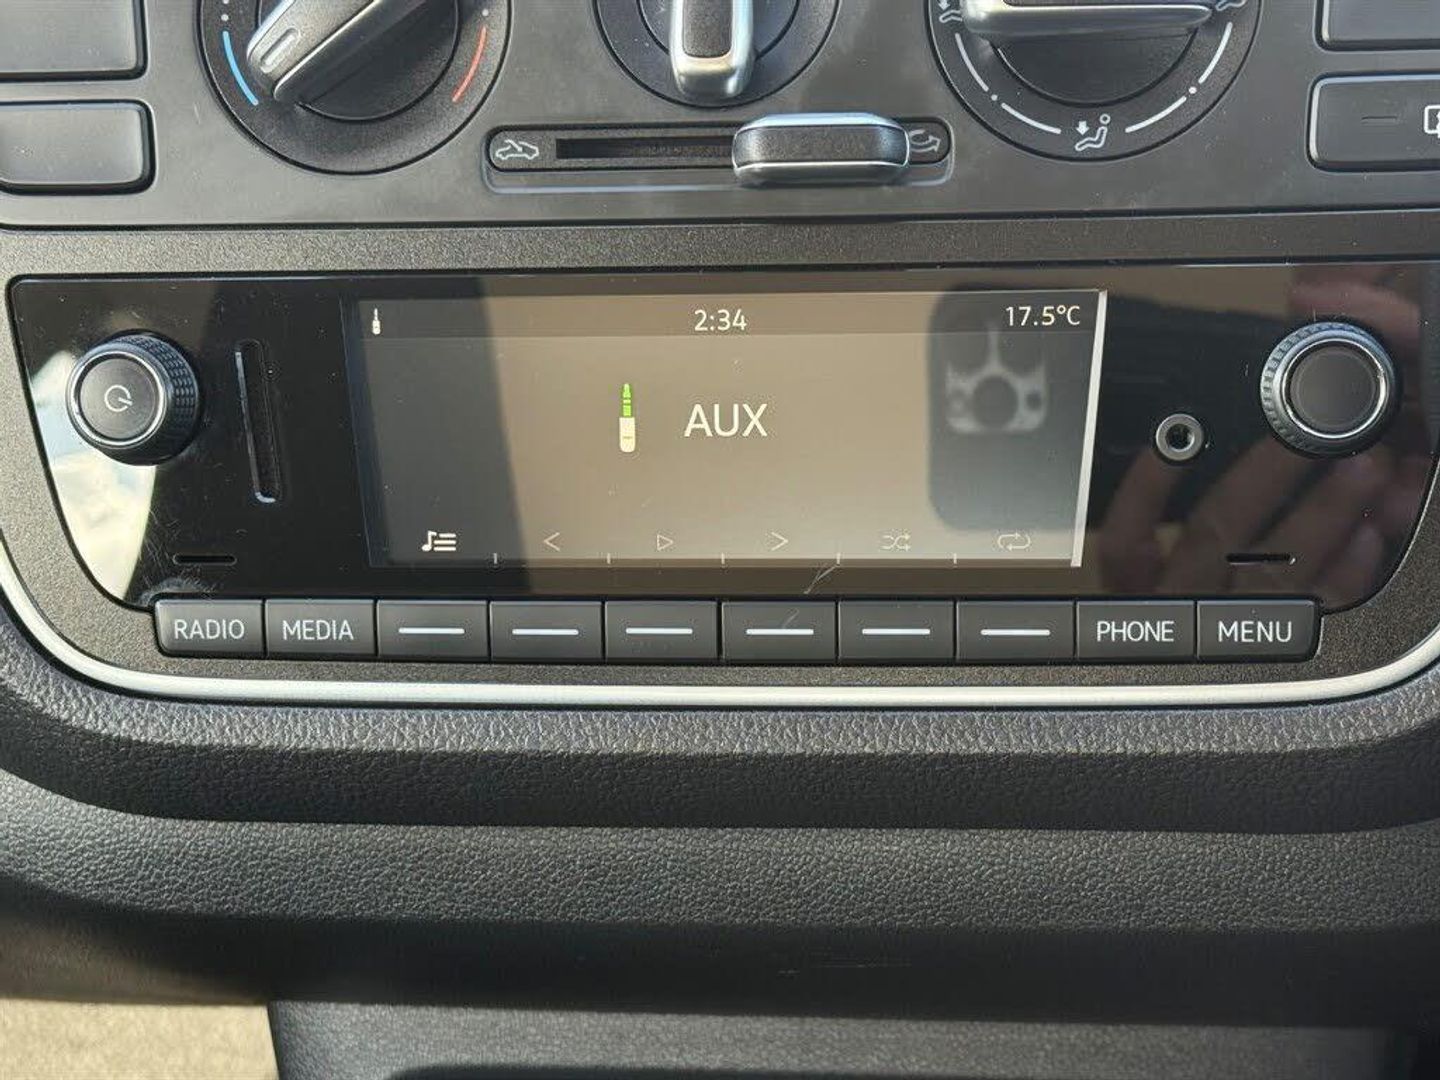 2:34
17.5°C
AUX
RADIO
MEDIA
PHONE
MENU